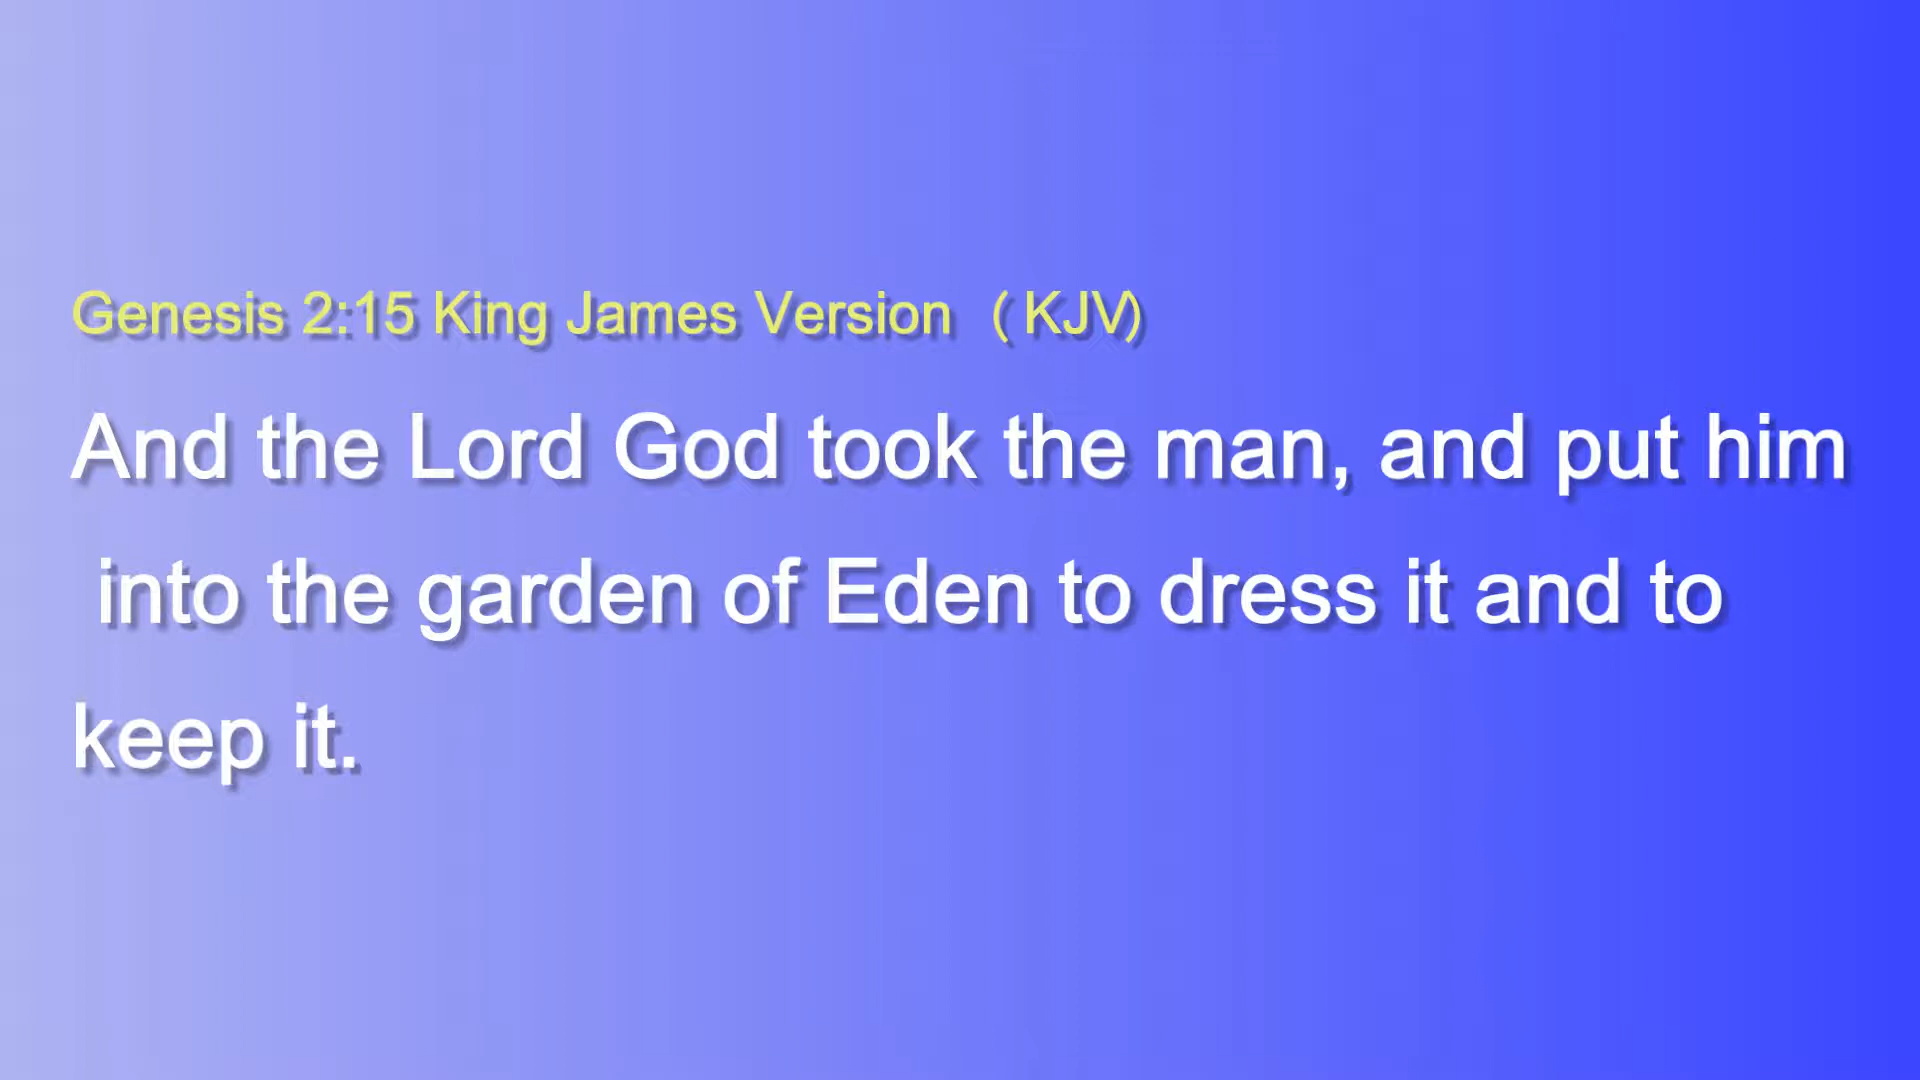 Genesis 2:15 King James Version （KJV)
And the Lord God took the man, and put him
into the garden of Eden to dress it and to
keep it.